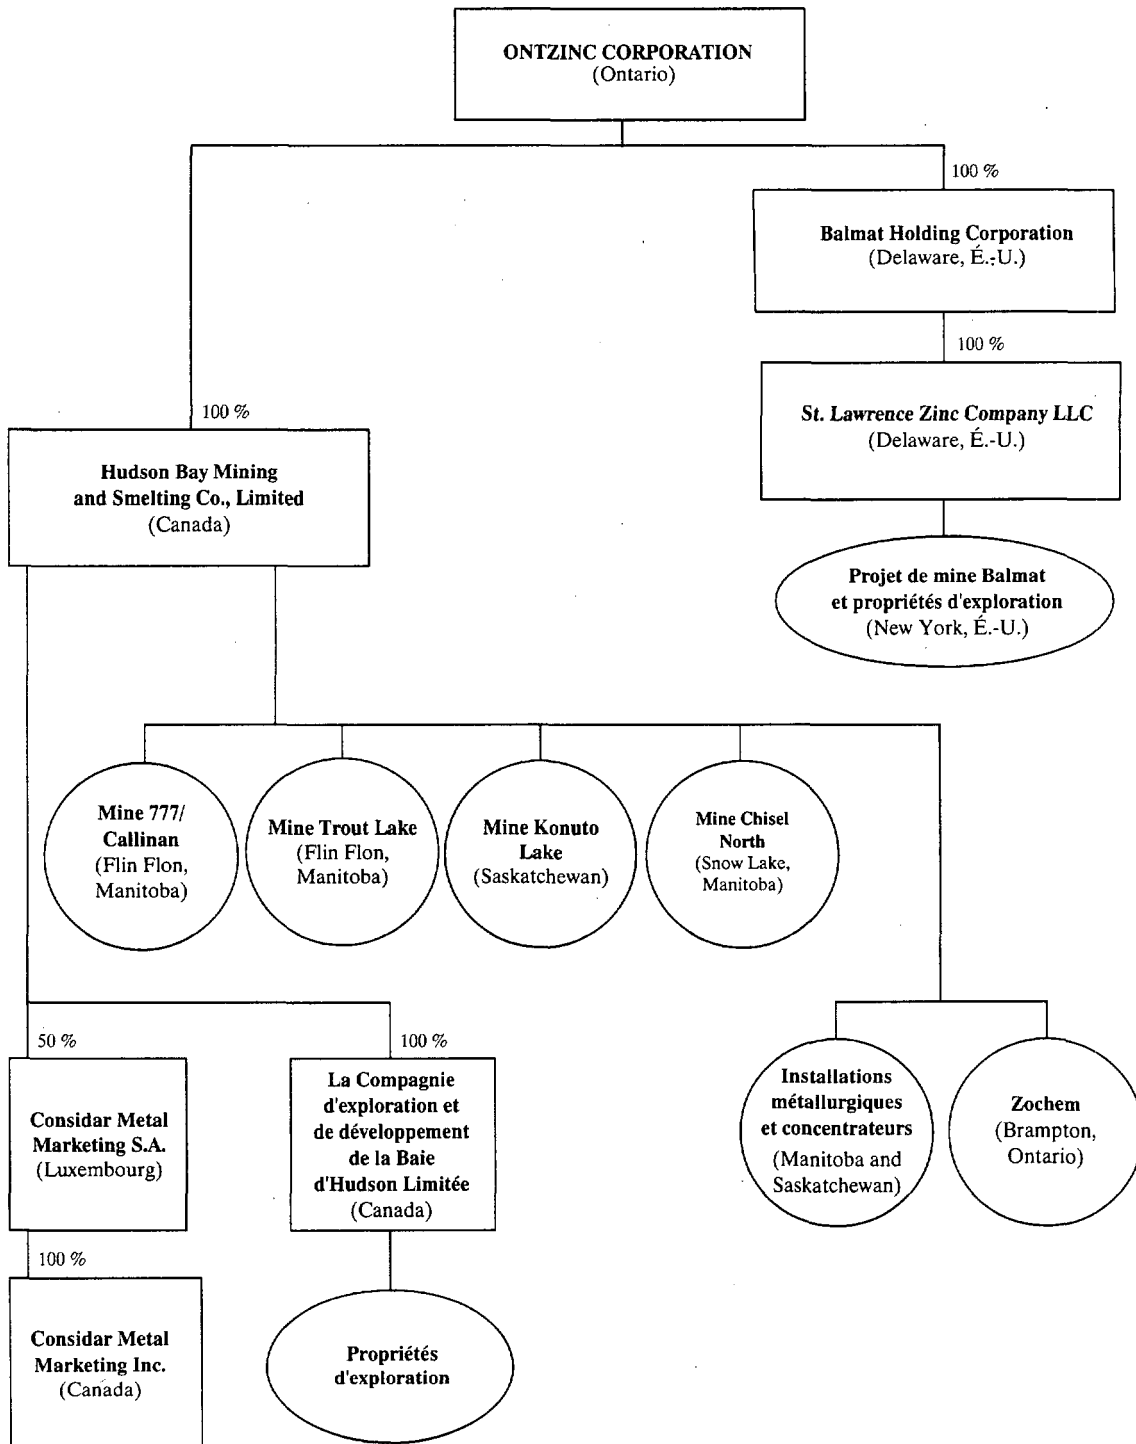 ONTZINC CORPORATION
(Ontario)
100 %
Balmat Holding Corporation
(Delaware, É.-U.)
100 %
St. Lawrence Zinc Company LLC
(Delaware, É.-U.)
100 %
Hudson Bay Mining
and Smelting Co., Limited
(Canada)
Projet de mine Balmat
et propriétés d'exploration
(New York, É.-U.)
Mine 777/
Callinan
(Flin Flon,
Manitoba)
Mine Trout Lake
(Flin Flon,
Manitoba)
Mine Konuto
Lake
(Saskatchewan)
Mine Chisel
North
(Snow Lake,
Manitoba)
50 %
Considar Metal
Marketing S.A.
(Luxembourg)
100 %
La Compagnie
d'exploration et
de développement
de la Baie
d'Hudson Limitée
(Canada)
Installations
métallurgiques
et concentrateurs
(Manitoba and
Saskatchewan)
Zochem
(Brampton,
Ontario)
100 %
Considar Metal
Marketing Inc.
(Canada)
Propriétés
d'exploration